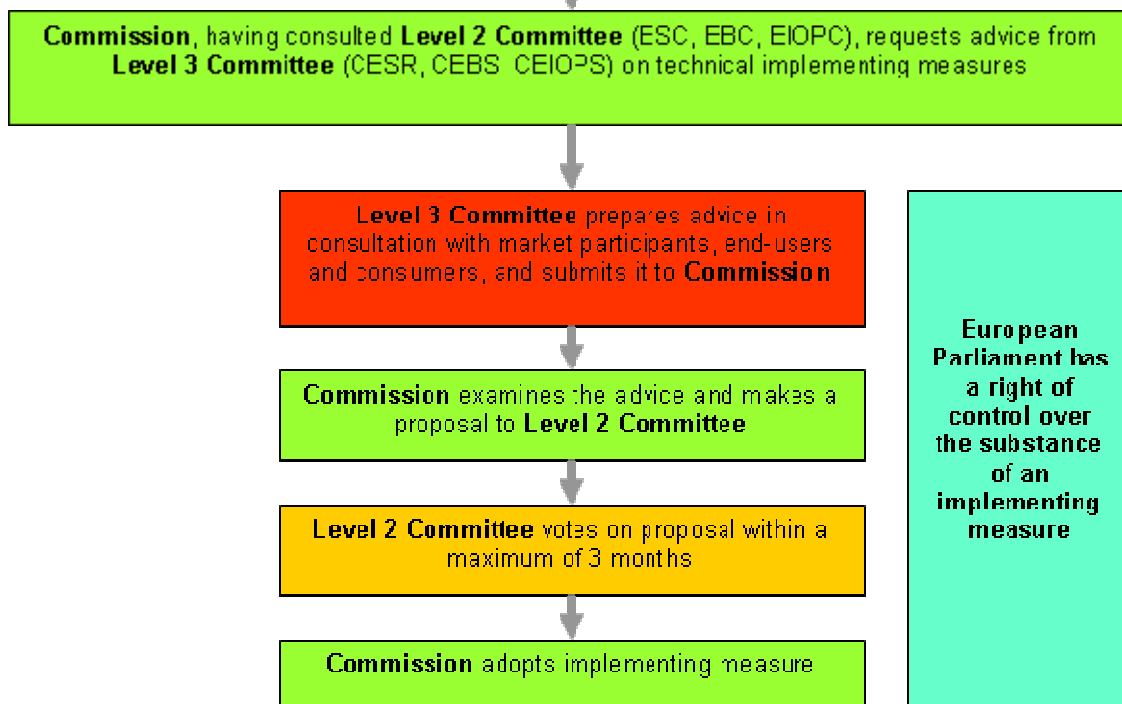 Commission, having consulted Level 2 Committee (ESC, EBC, EIOPC), requests advice from
Level 3 Committee (CESR, CEBS CEIOPS) on technical implementing measures
Level 3 Committee prepares advice in
consultation with market participants, end-users
and consumers, and submits it to Commission
Commission examines the advice and makes a
proposal to Level 2 Committee
Level 2 Committee votes on proposal within a
maximum of 3 months
Commission adopts implementing measure
European
Parliament has
a right of
control over
the substance
of an
implementing
measure